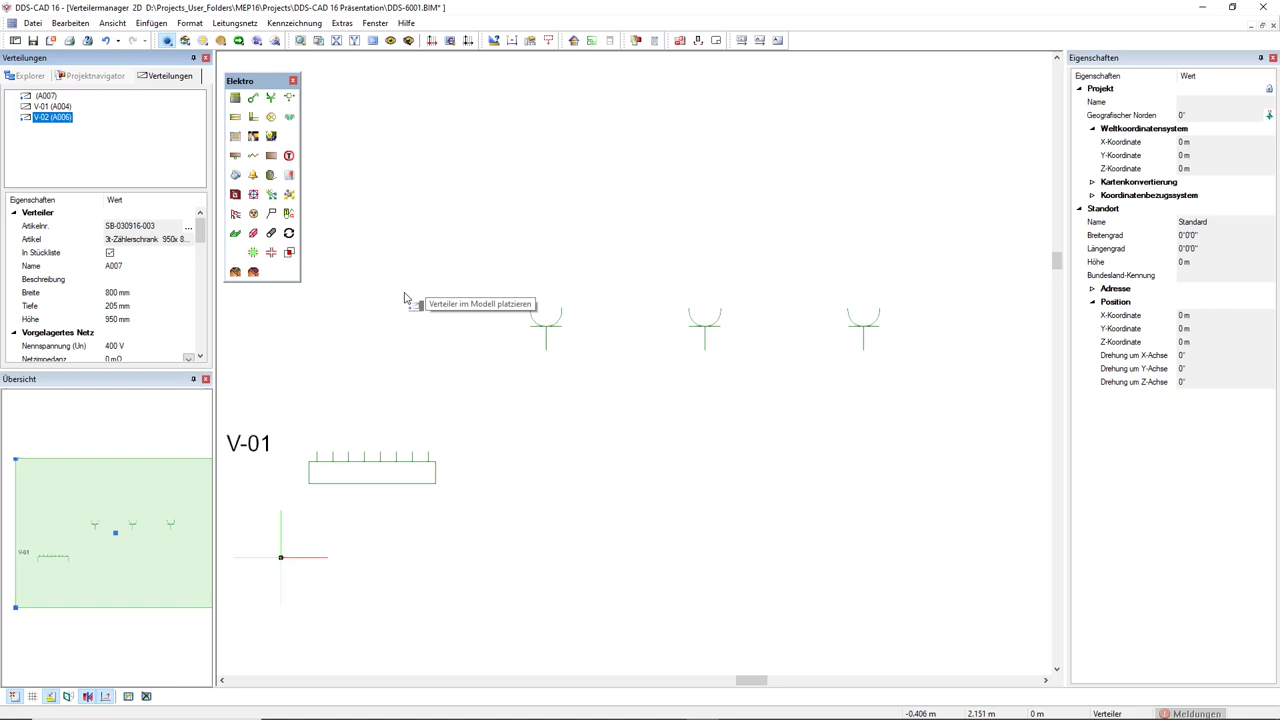 DDS-CAD 16 - [Verteilermanager 2D D:\Projects_User_Folders\MEP16\Projects\DDS-CAD 16 Präsentation\DDS-6001.BIM* ]
Datei Bearbeiten Ansicht Einfügen Format Leitungsnetz Kennzeichnung Extras Fenster Hilfe
Verteilungen
Explorer Projektnavigator Verteilungen
(A007)
V-01 (A004)
V-02 (A006)
Eigenschaften Wert
Verteiler
Artikelnr. SB-030916-003 ...
Artikel 3t-Zählerschrank 950x 8...
In Stückliste
Name A007
Beschreibung
Breite 800 mm
Tiefe 205 mm
Höhe 950 mm
Vorgelagertes Netz
Nennspannung (Un) 400 V
Netzimpedanz 0 mΩ
Übersicht
V-01
Elektro
Verteiler im Modell platzieren
V-01
Eigenschaften
Eigenschaften Wert
Projekt
Name
Geografischer Norden 0°
Weltkoordinatensystem
X-Koordinate 0 m
Y-Koordinate 0 m
Z-Koordinate 0 m
Kartenkonvertierung
Koordinatenbezugssystem
Standort
Name Standard
Breitengrad 0°0'0"
Längengrad 0°0'0"
Höhe 0 m
Bundesland-Kennung
Adresse
Position
X-Koordinate 0 m
Y-Koordinate 0 m
Z-Koordinate 0 m
Drehung um X-Achse 0°
Drehung um Y-Achse 0°
Drehung um Z-Achse 0°
-0.406 m 2.151 m 0 m Verteiler Meldungen